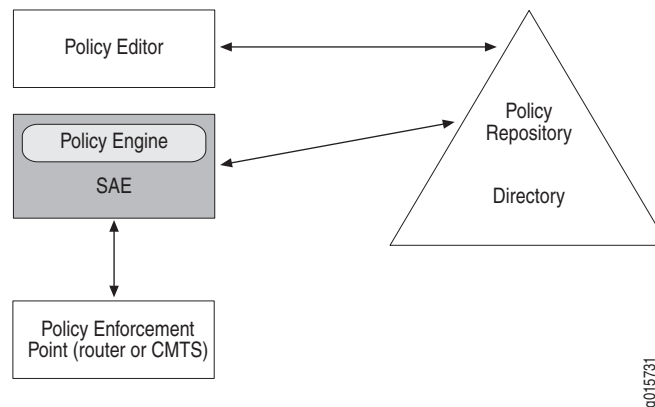 Policy Editor
Policy Engine
SAE
Policy Enforcement
Point (router or CMTS)
Policy
Repository
Directory
g015731